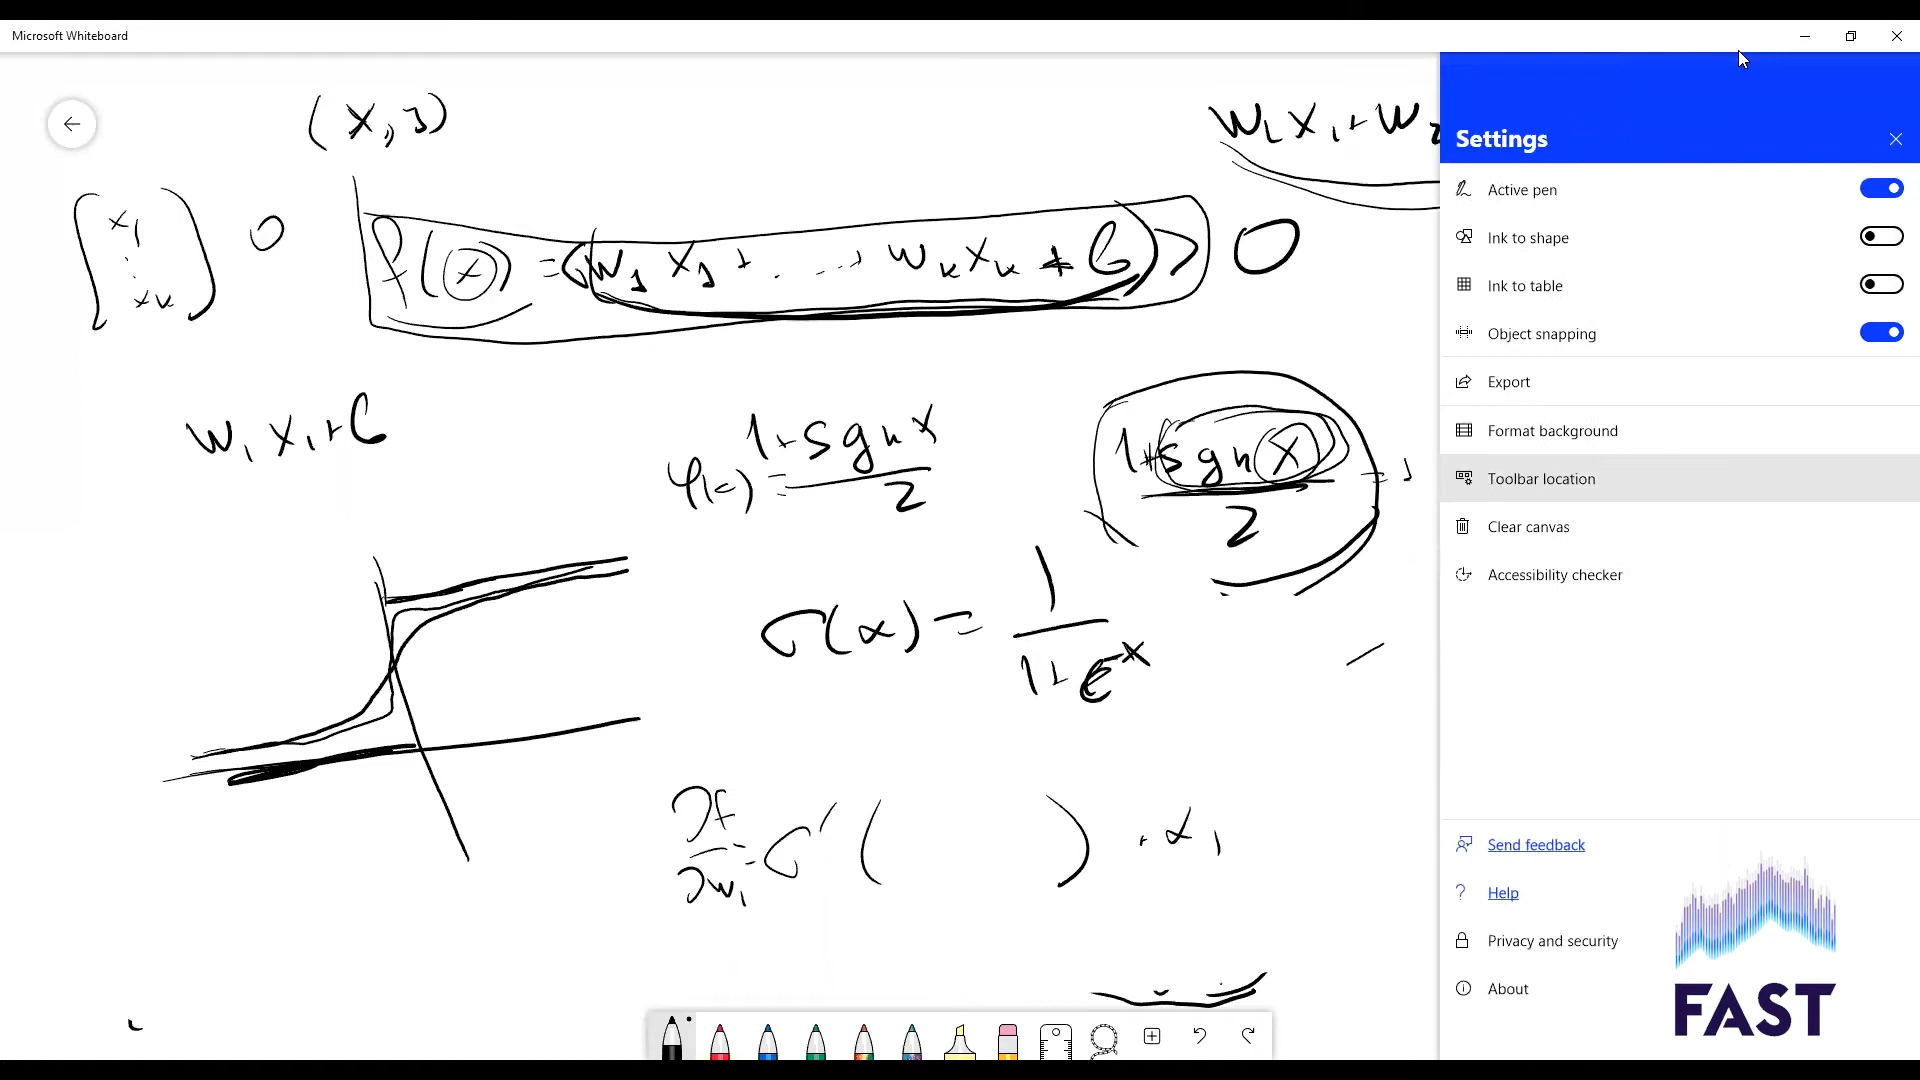 Microsoft Whiteboard
(x, y)
w₁x₁ + w₂
x₁
⋮
xₖ
0
f(x) = σ(w₁x₁ + ... + wₖxₖ + b) > 0
w₁x₁ + b
φ(x) = (1 + sgn x) / 2
(1 + sgn(x)) / 2 =
σ(x) = 1 / (1 + e^x)
∂f/∂w₁ = σ'( ) · x₁
Settings
Active pen
Ink to shape
Ink to table
Object snapping
Export
Format background
Toolbar location
Clear canvas
Accessibility checker
Send feedback
Help
Privacy and security
About
FAST